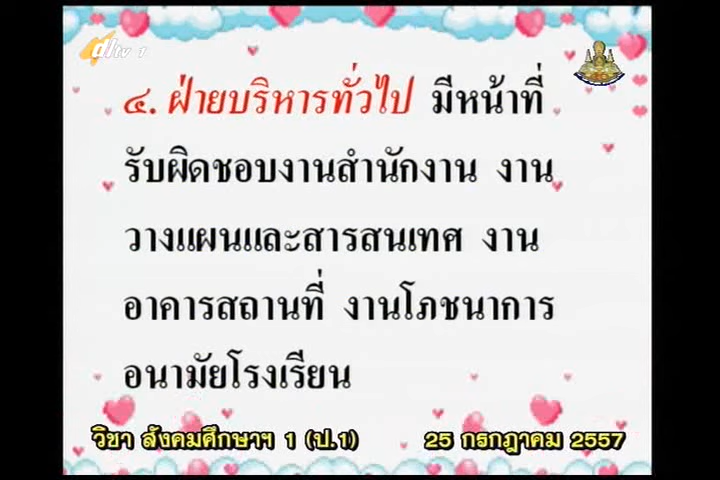 dltv 1
๔. ฝ่ายบริหารทั่วไป มีหน้าที่
รับผิดชอบงานสำนักงาน งาน
วางแผนและสารสนเทศ งาน
อาคารสถานที่ งานโภชนาการ
อนามัยโรงเรียน
วิชา สังคมศึกษาฯ 1 (ป.1) 25 กรกฎาคม 2557